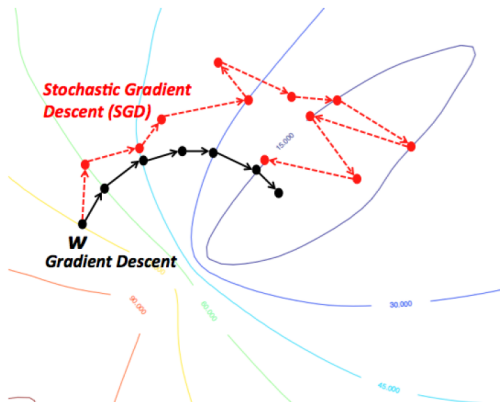 Stochastic Gradient
Descent (SGD)
15.000
W
Gradient Descent
90.000
60.000
30.000
45.000